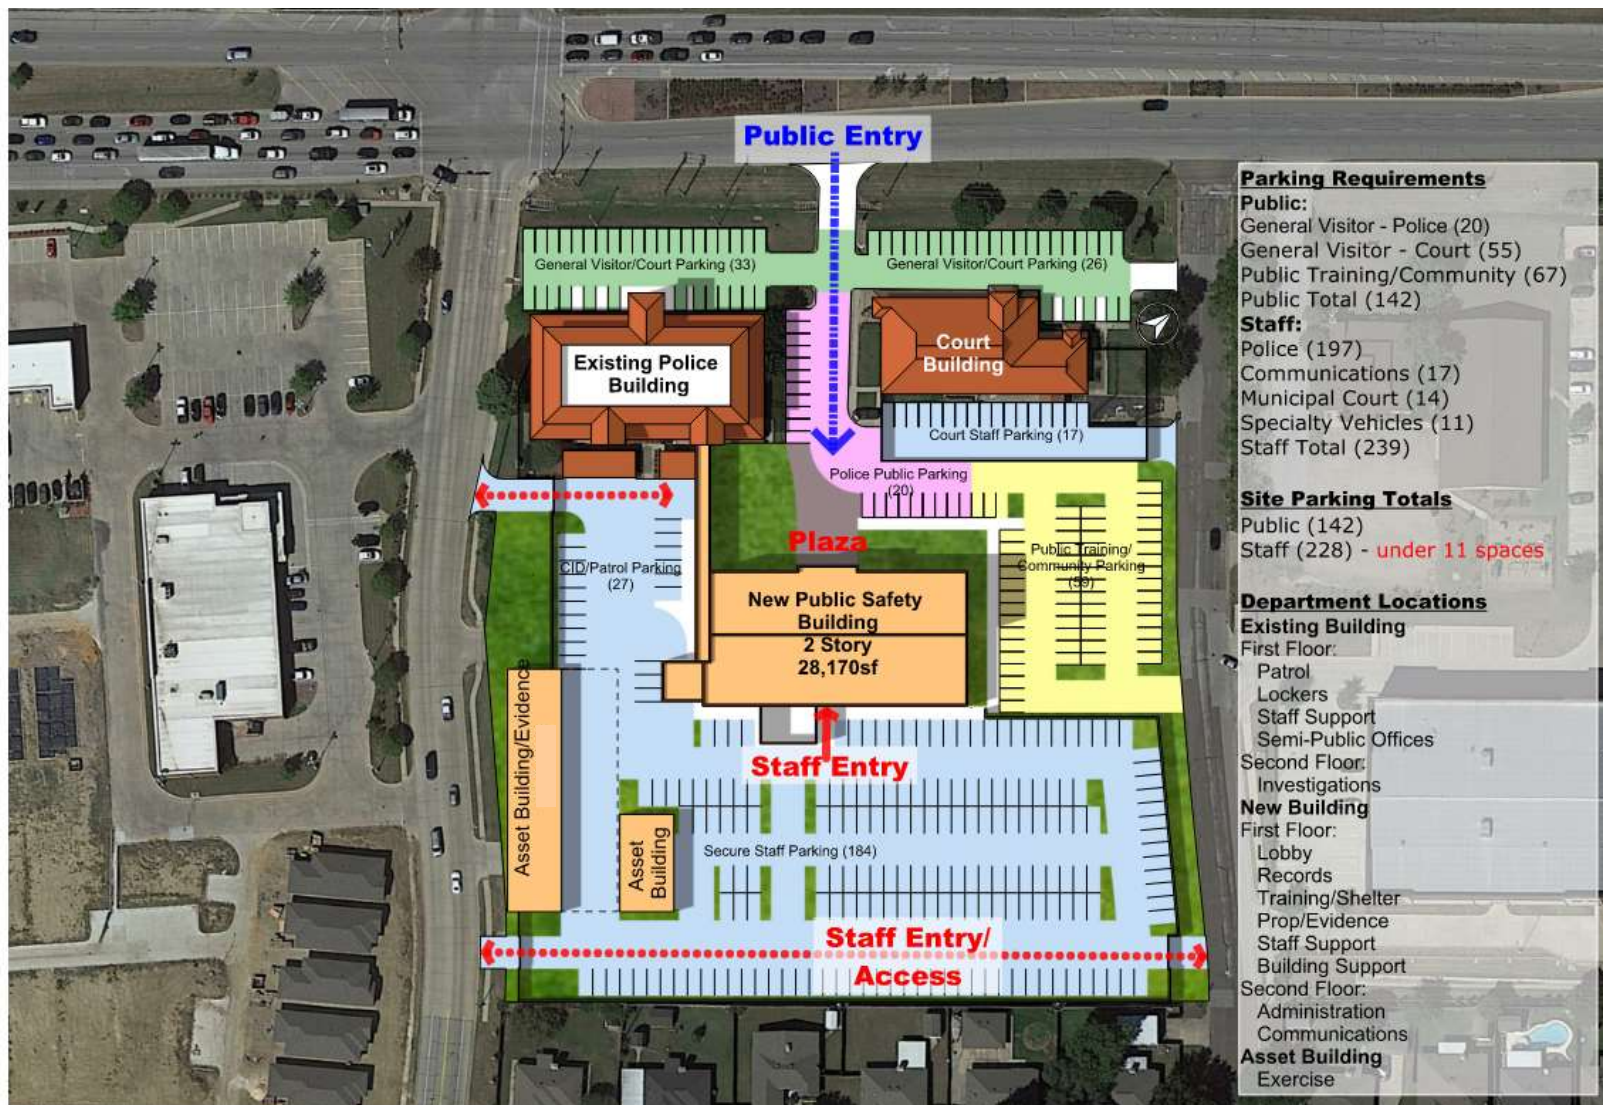 Public Entry
General Visitor/Court Parking (33)
General Visitor/Court Parking (26)
Existing Police
Building
Court
Building
Court Staff Parking (17)
Police Public Parking
(20)
Plaza
Public Training/
Community Parking
(59)
CID/Patrol Parking
(27)
New Public Safety
Building
2 Story
28,170sf
Asset Building/Evidence
Staff Entry
Asset
Building
Secure Staff Parking (184)
Staff Entry/
Access
Parking Requirements
Public:
General Visitor - Police (20)
General Visitor - Court (55)
Public Training/Community (67)
Public Total (142)
Staff:
Police (197)
Communications (17)
Municipal Court (14)
Specialty Vehicles (11)
Staff Total (239)
Site Parking Totals
Public (142)
Staff (228) - under 11 spaces
Department Locations
Existing Building
First Floor:
Patrol
Lockers
Staff Support
Semi-Public Offices
Second Floor:
Investigations
New Building
First Floor:
Lobby
Records
Training/Shelter
Prop/Evidence
Staff Support
Building Support
Second Floor:
Administration
Communications
Asset Building
Exercise